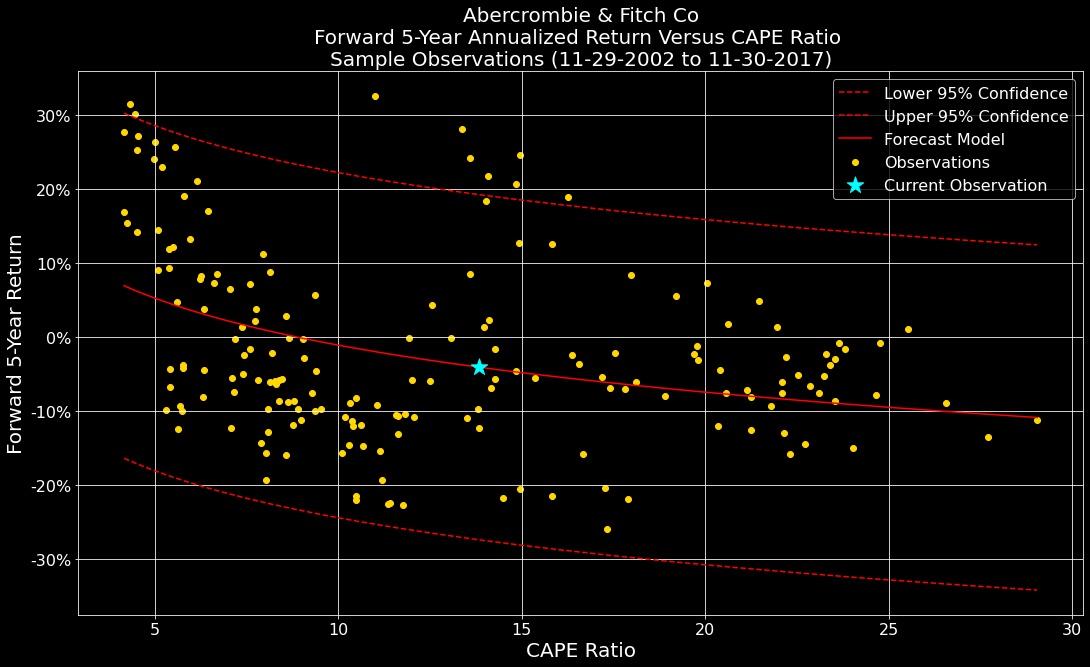 Abercrombie & Fitch Co
Forward 5-Year Annualized Return Versus CAPE Ratio
Sample Observations (11-29-2002 to 11-30-2017)
Lower 95% Confidence
Upper 95% Confidence
Forecast Model
Observations
Current Observation
Forward 5-Year Return
30%
20%
10%
0%
-10%
-20%
-30%
5 10 15 20 25 30
CAPE Ratio